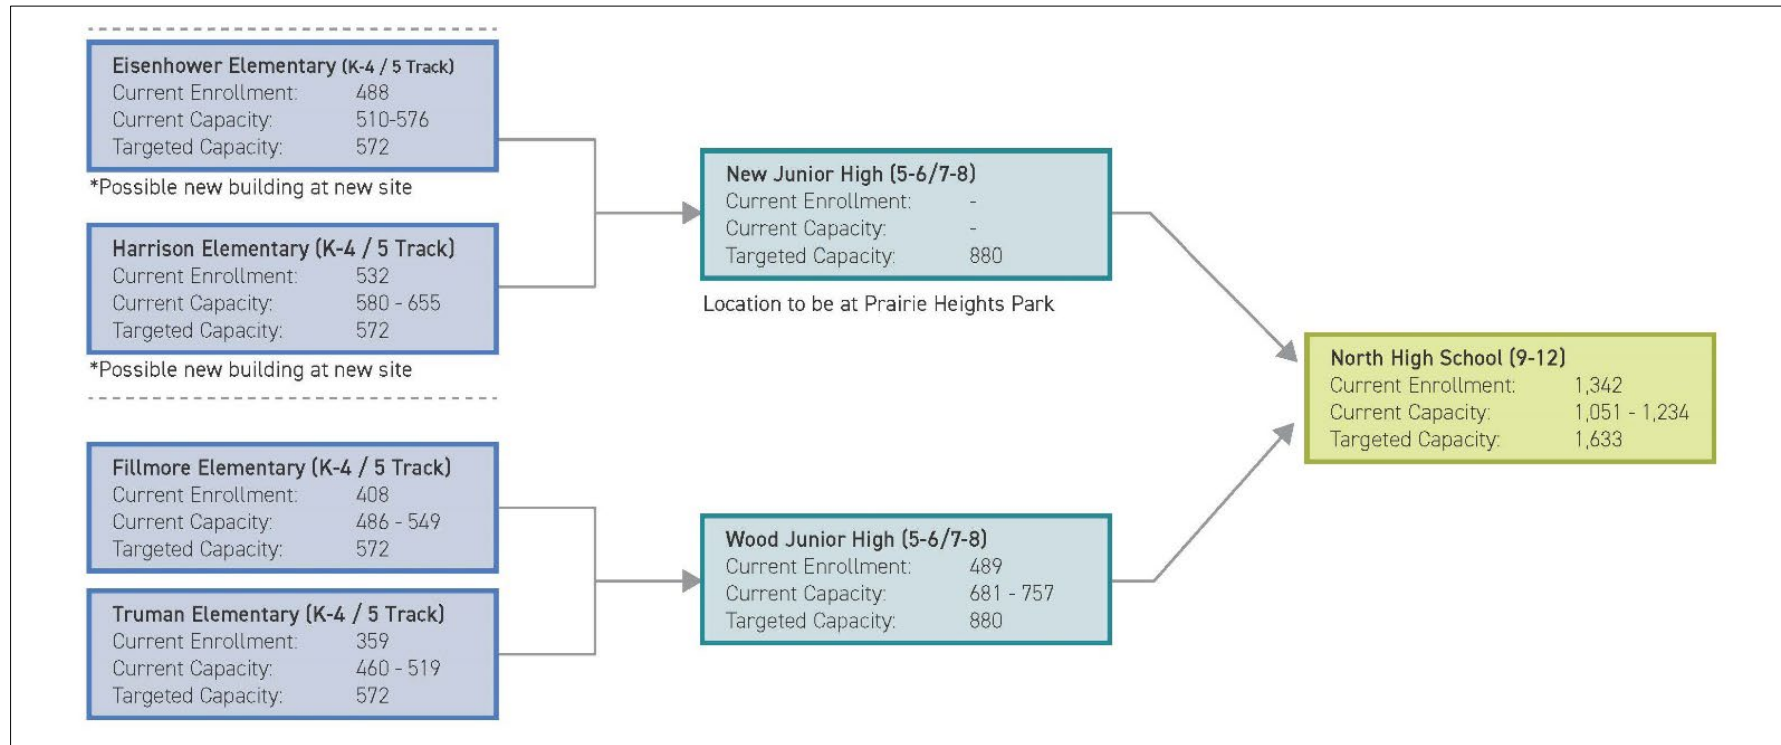 Eisenhower Elementary (K-4 / 5 Track)
Current Enrollment: 488
Current Capacity: 510-576
Targeted Capacity: 572
*Possible new building at new site
Harrison Elementary (K-4 / 5 Track)
Current Enrollment: 532
Current Capacity: 580 - 655
Targeted Capacity: 572
*Possible new building at new site
Fillmore Elementary (K-4 / 5 Track)
Current Enrollment: 408
Current Capacity: 486 - 549
Targeted Capacity: 572
Truman Elementary (K-4 / 5 Track)
Current Enrollment: 359
Current Capacity: 460 - 519
Targeted Capacity: 572
New Junior High (5-6/7-8)
Current Enrollment: -
Current Capacity: -
Targeted Capacity: 880
Location to be at Prairie Heights Park
Wood Junior High (5-6/7-8)
Current Enrollment: 489
Current Capacity: 681 - 757
Targeted Capacity: 880
North High School (9-12)
Current Enrollment: 1,342
Current Capacity: 1,051 - 1,234
Targeted Capacity: 1,633